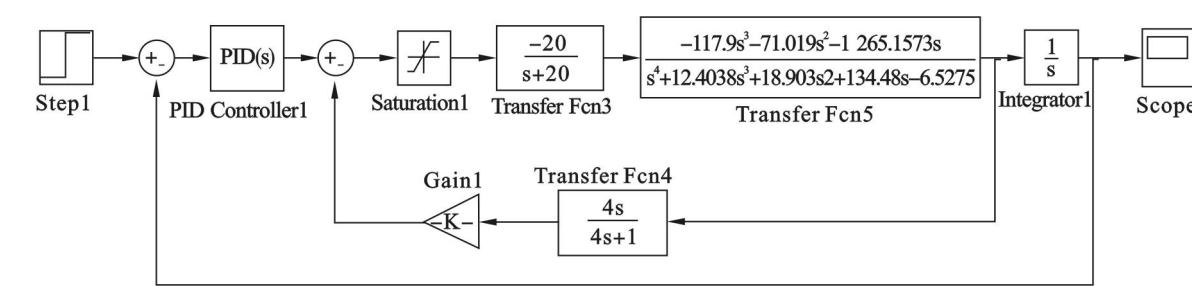 Step1
+
-
PID(s)
PID Controller1
+
-
Saturation1
-20
s+20
Transfer Fcn3
-117.9s³-71.019s²-1 265.1573s
s⁴+12.4038s³+18.903s2+134.48s-6.5275
Transfer Fcn5
1
s
Integrator1
Scope
Gain1
-K-
Transfer Fcn4
4s
4s+1